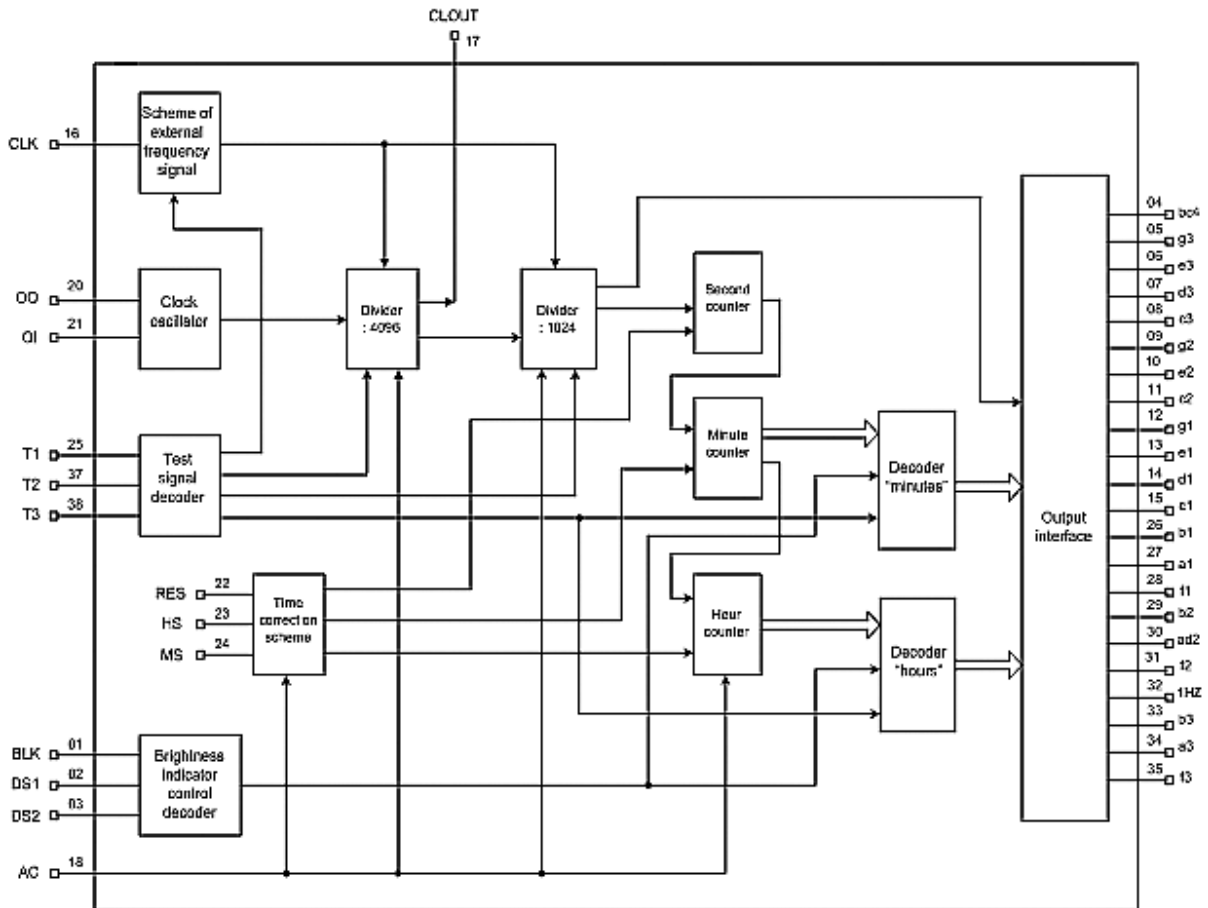 CLOUT
17
CLK
16
Scheme of
external
frequency
signal
OO
20
OI
21
Clock
oscillator
Divider
: 4096
Divider
: 1024
Second
counter
T1
25
T2
37
T3
38
Test
signal
decoder
Minute
counter
Decoder
"minutes"
RES
22
HS
23
MS
24
Time
correction
scheme
Hour
counter
Decoder
"hours"
BLK
01
DS1
02
DS2
03
Brighiness
indicator
control
decoder
AC
18
Output
interface
04
bc4
05
g3
06
e3
07
d3
08
c3
09
g2
10
e2
11
c2
12
g1
13
e1
14
d1
15
c1
26
b1
27
a1
28
f1
29
b2
30
ad2
31
f2
32
1HZ
33
b3
34
a3
35
f3